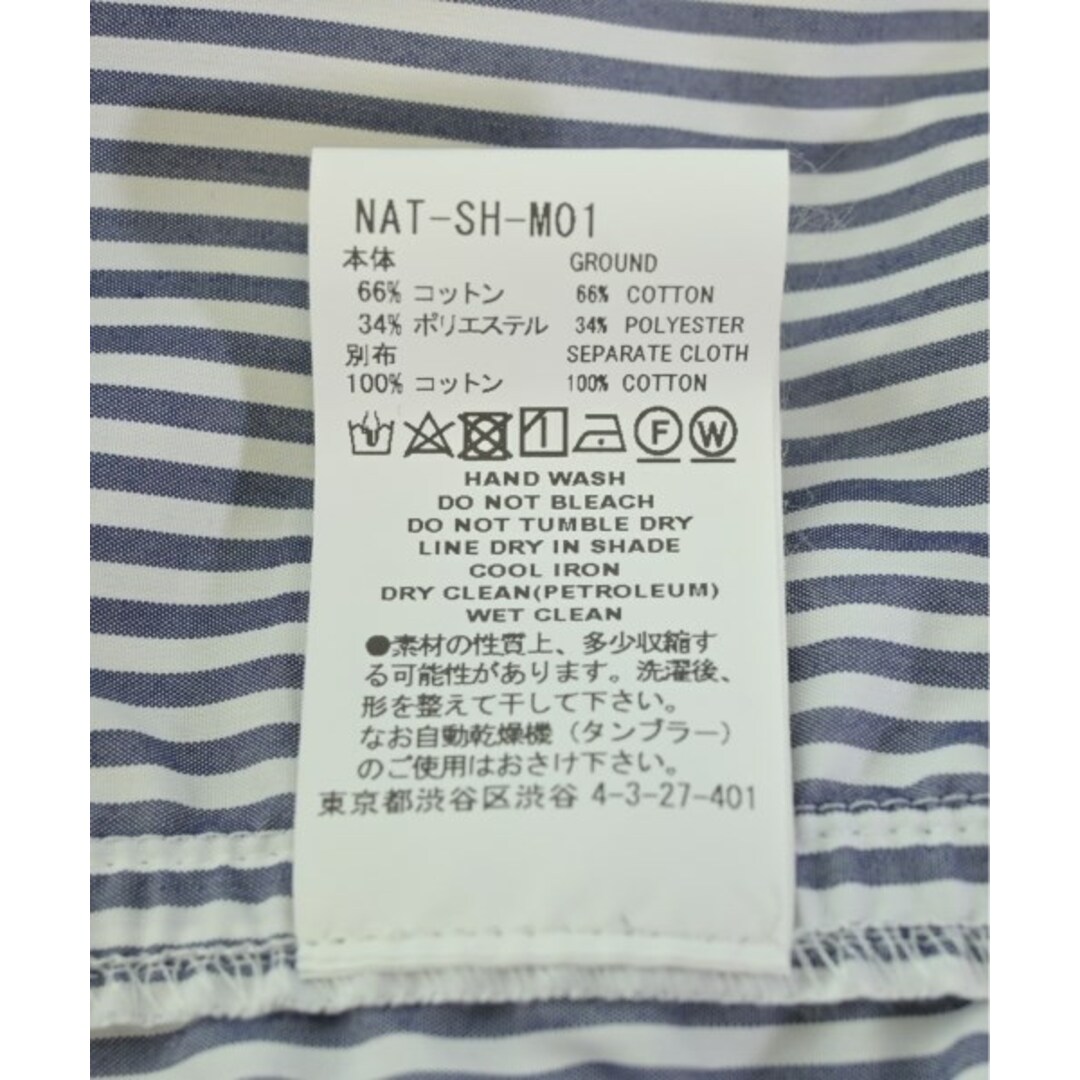 NAT-SH-M01
本体 GROUND
66% コットン 66% COTTON
34% ポリエステル 34% POLYESTER
別布 SEPARATE CLOTH
100% コットン 100% COTTON
F W
HAND WASH
DO NOT BLEACH
DO NOT TUMBLE DRY
LINE DRY IN SHADE
COOL IRON
DRY CLEAN(PETROLEUM)
WET CLEAN
●素材の性質上、多少収縮す
る可能性があります。洗濯後、
形を整えて干して下さい。
なお自動乾燥機（タンブラー）
のご使用はおさけ下さい。
東京都渋谷区渋谷 4-3-27-401